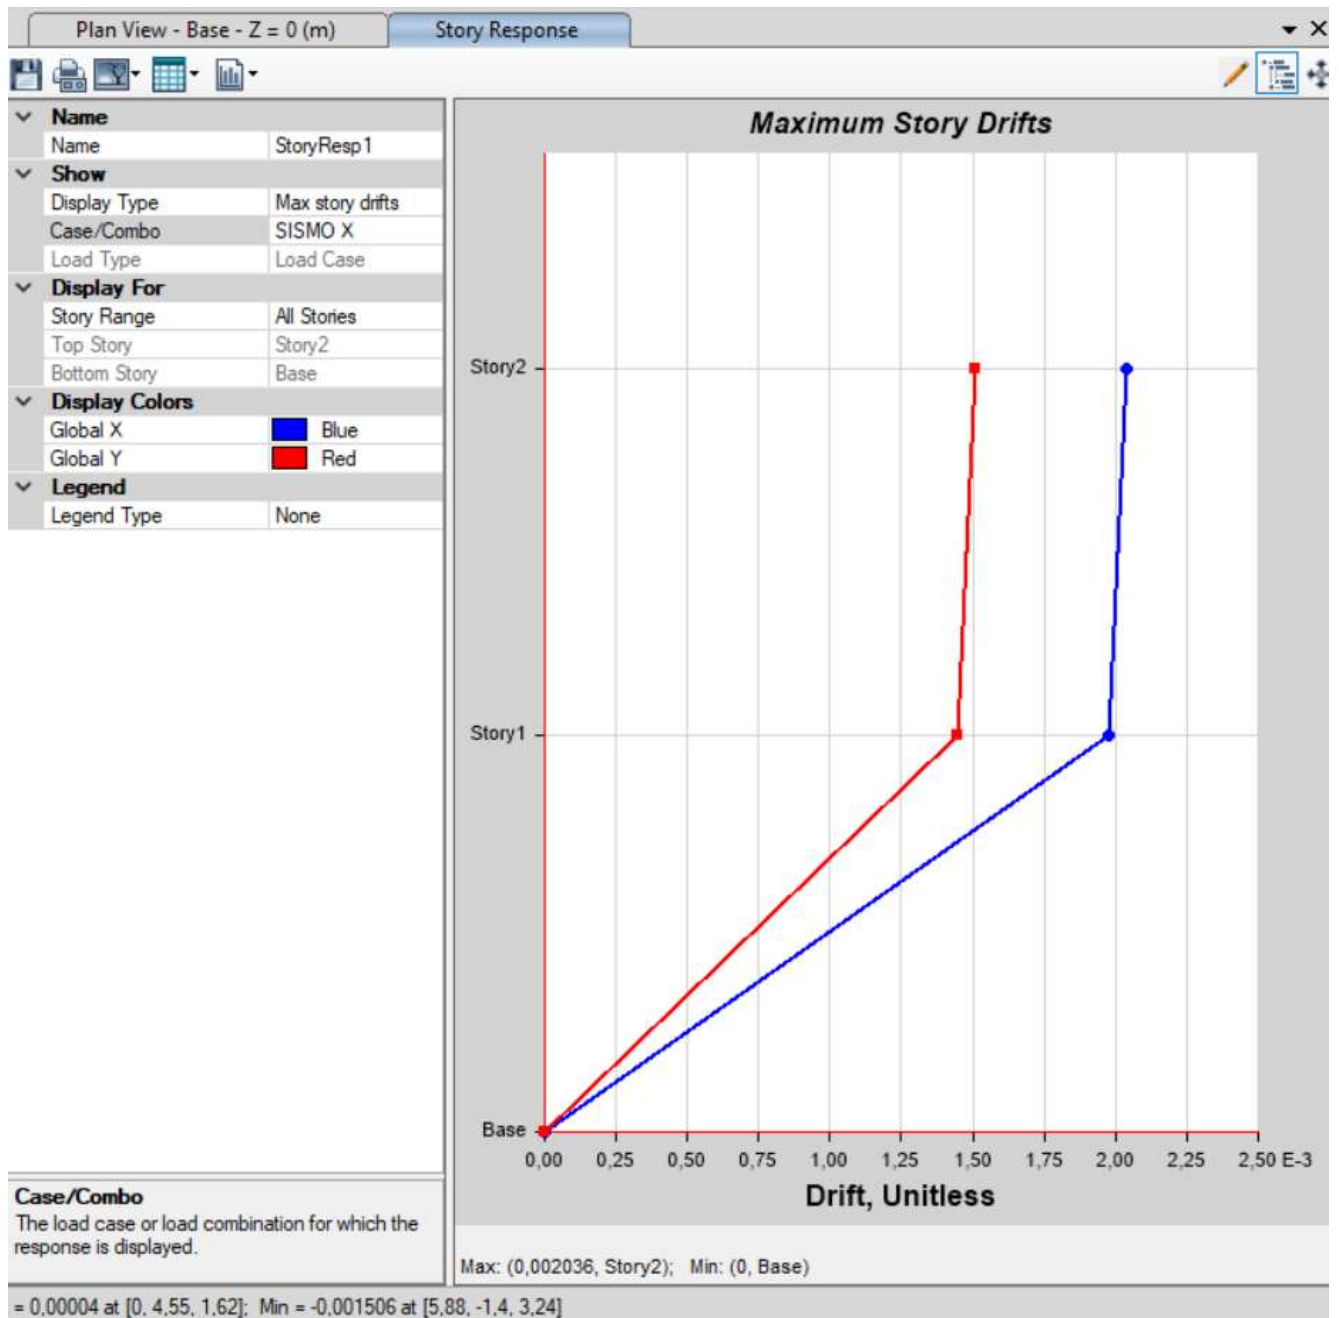 Plan View - Base - Z = 0 (m)
Story Response
Name
Name StoryResp1
Show
Display Type Max story drifts
Case/Combo SISMO X
Load Type Load Case
Display For
Story Range All Stories
Top Story Story2
Bottom Story Base
Display Colors
Global X Blue
Global Y Red
Legend
Legend Type None
Case/Combo
The load case or load combination for which the
response is displayed.
Maximum Story Drifts
Story2
Story1
Base
0,00 0,25 0,50 0,75 1,00 1,25 1,50 1,75 2,00 2,25 2,50 E-3
Drift, Unitless
Max: (0,002036, Story2); Min: (0, Base)
= 0,00004 at [0, 4,55, 1,62]; Min = -0,001506 at [5,88, -1,4, 3,24]